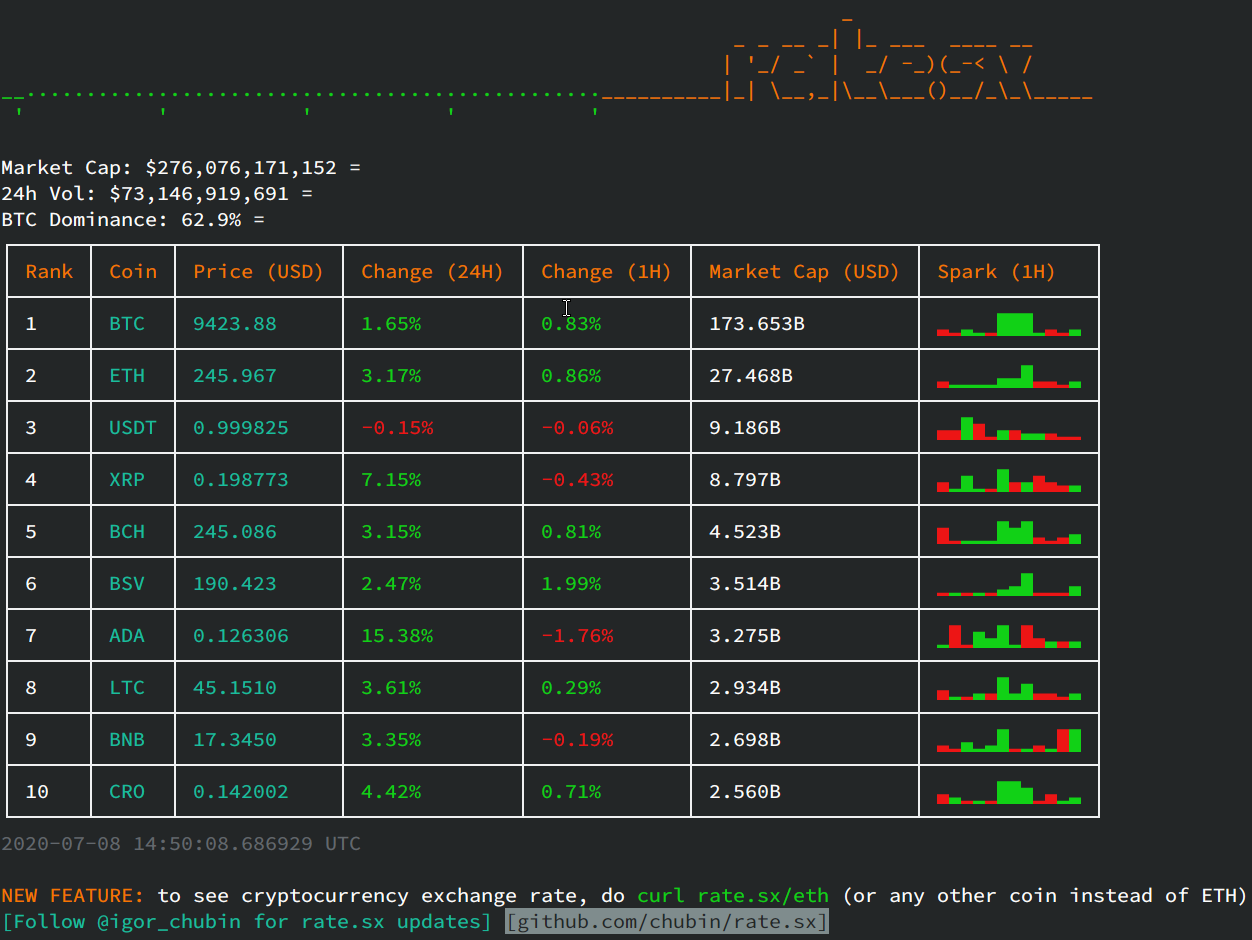 rate.sx
Market Cap: $276,076,171,152 =
24h Vol: $73,146,919,691 =
BTC Dominance: 62.9% =
Rank Coin Price (USD) Change (24H) Change (1H) Market Cap (USD) Spark (1H)
1 BTC 9423.88 1.65% 0.83% 173.653B
2 ETH 245.967 3.17% 0.86% 27.468B
3 USDT 0.999825 −0.15% −0.06% 9.186B
4 XRP 0.198773 7.15% −0.43% 8.797B
5 BCH 245.086 3.15% 0.81% 4.523B
6 BSV 190.423 2.47% 1.99% 3.514B
7 ADA 0.126306 15.38% −1.76% 3.275B
8 LTC 45.1510 3.61% 0.29% 2.934B
9 BNB 17.3450 3.35% −0.19% 2.698B
10 CRO 0.142002 4.42% 0.71% 2.560B
2020-07-08 14:50:08.686929 UTC
NEW FEATURE: to see cryptocurrency exchange rate, do curl rate.sx/eth (or any other coin instead of ETH)
[Follow @igor_chubin for rate.sx updates] [github.com/chubin/rate.sx]